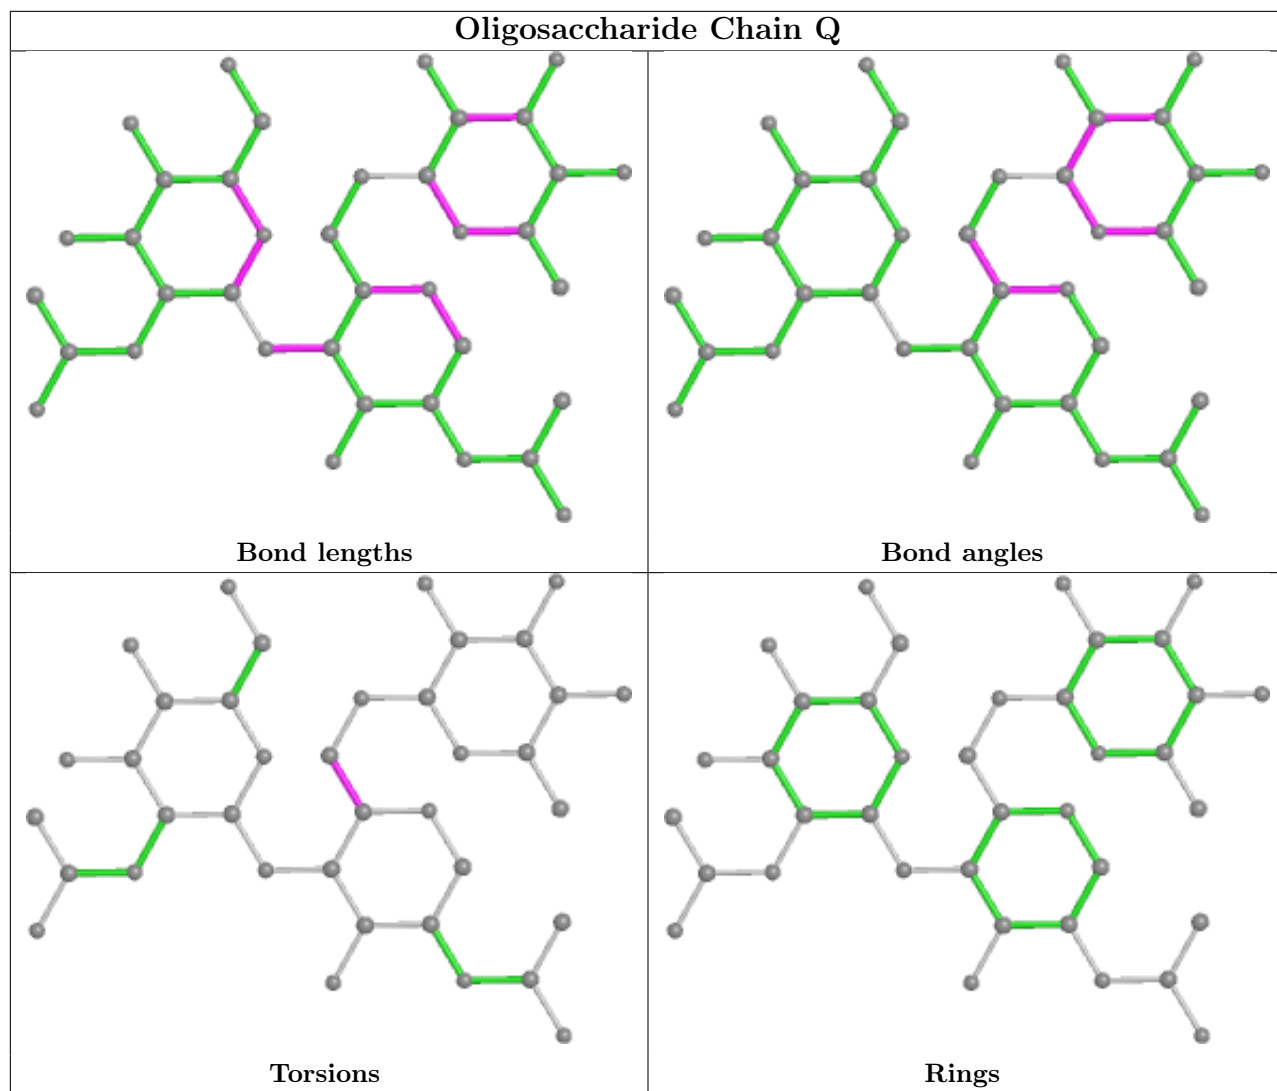 Oligosaccharide Chain Q
Bond lengths
Bond angles
Torsions
Rings